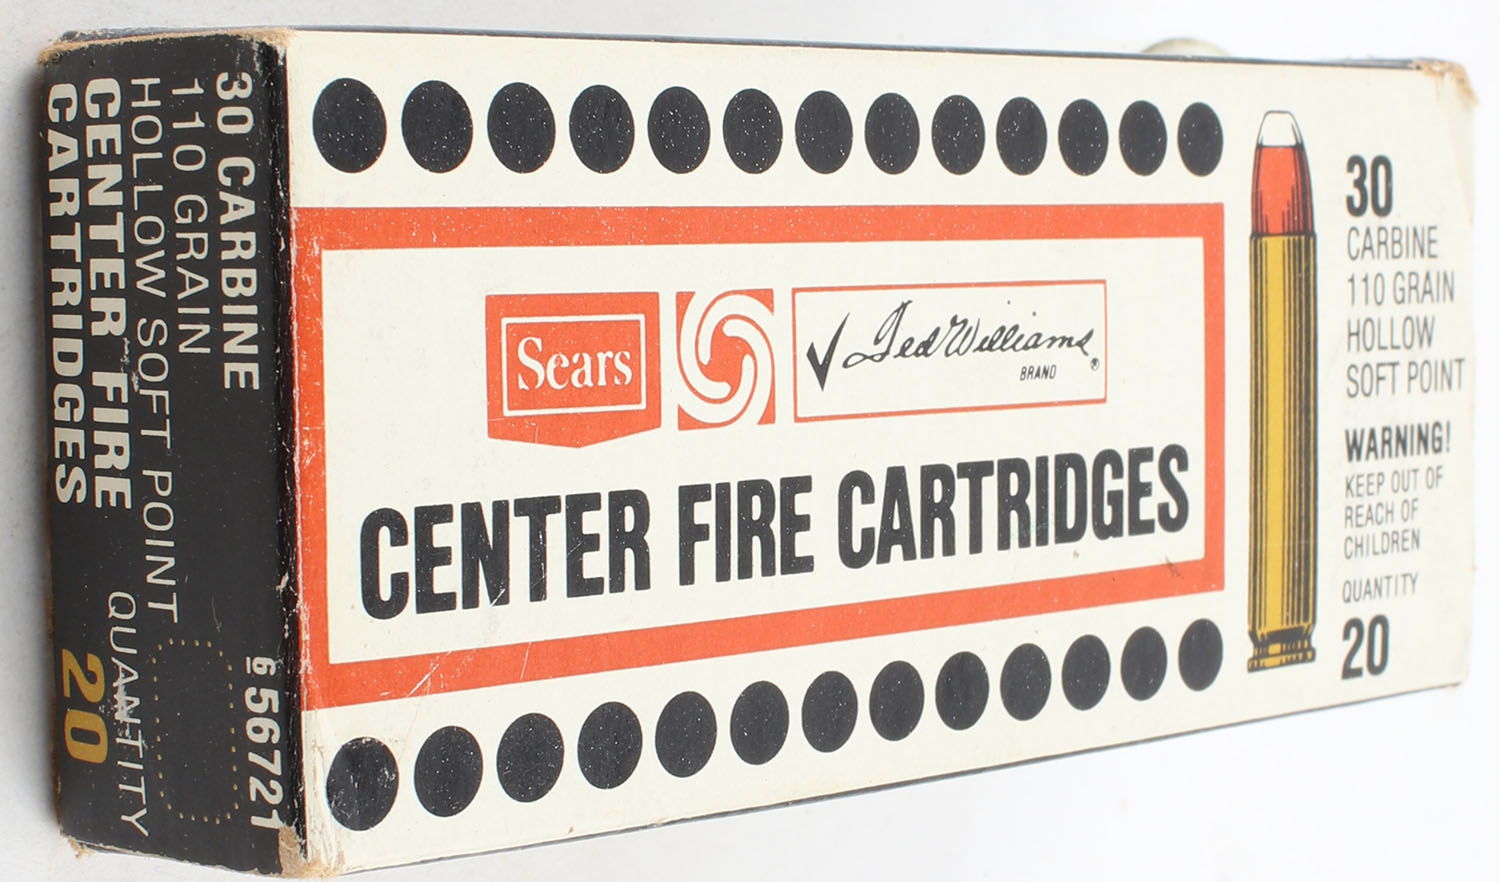 Sears
Ted Williams
BRAND ®
CENTER FIRE CARTRIDGES
30
CARBINE
110 GRAIN
HOLLOW
SOFT POINT
WARNING!
KEEP OUT OF
REACH OF
CHILDREN
QUANTITY
20
30 CARBINE
110 GRAIN
HOLLOW SOFT POINT
CENTER FIRE
CARTRIDGES
6 56721
QUANTITY
20